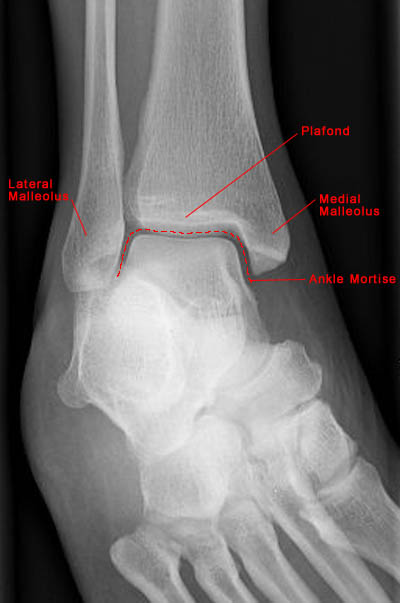 Plafond
Lateral
Malleolus
Medial
Malleolus
Ankle Mortise